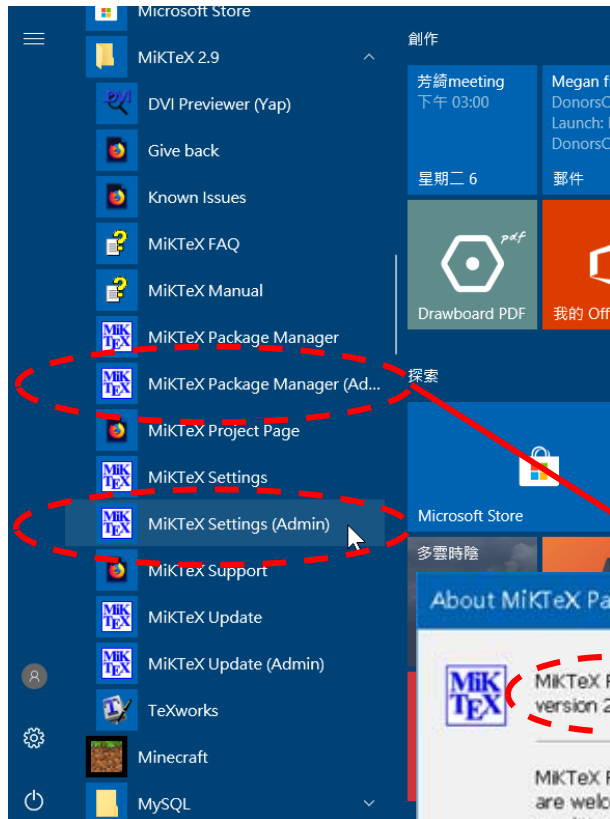 Microsoft Store
MiKTeX 2.9
DVI Previewer (Yap)
Give back
Known Issues
MiKTeX FAQ
MiKTeX Manual
MiKTeX Package Manager
MiKTeX Package Manager (Ad...
MiKTeX Project Page
MiKTeX Settings
MiKTeX Settings (Admin)
MiKTeX Support
MiKTeX Update
MiKTeX Update (Admin)
TeXworks
Minecraft
MySQL
創作
芳綺meeting
下午 03:00
星期二 6
Megan f
DonorsC
Launch:
DonorsC
郵件
pdf
Drawboard PDF
我的 Off
探索
Microsoft Store
多雲時陰
About MiKTeX Pa
MiK
TEX
MiKTeX P
version 2
MiKTeX P
are welco